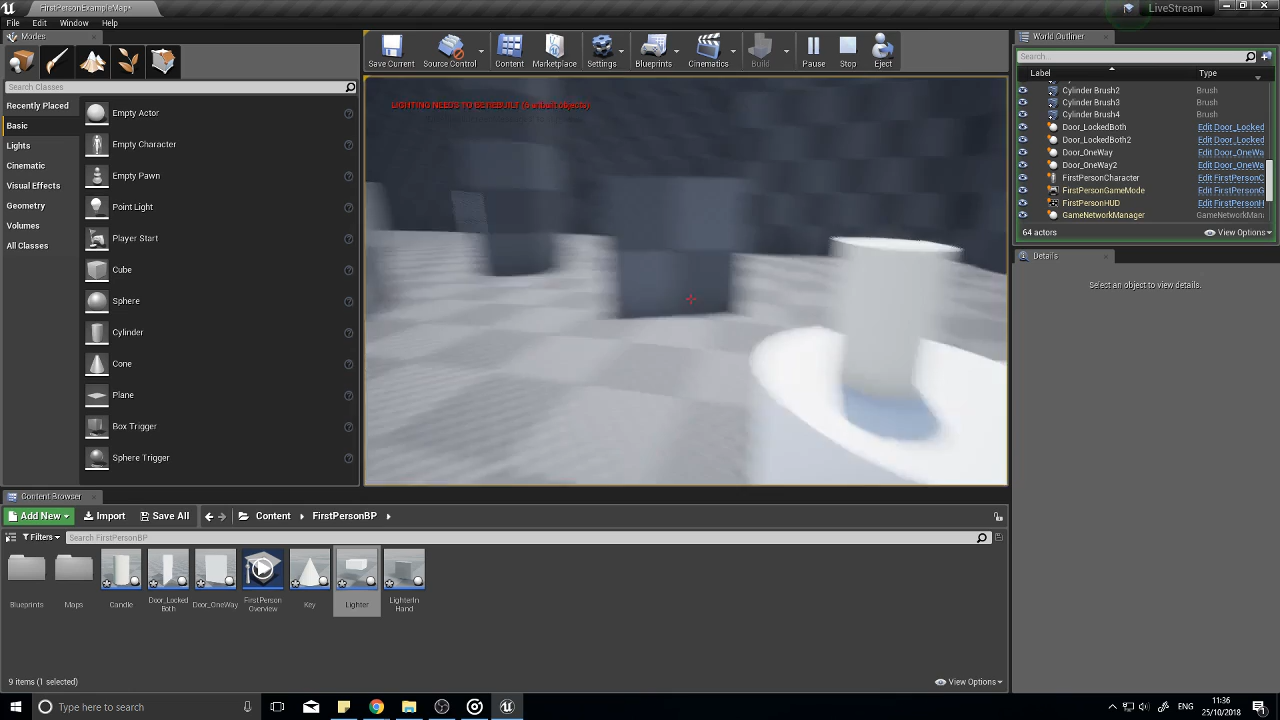 FirstPersonExampleMap*
LiveStream
File Edit Window Help
Modes
Search Classes
Recently Placed
Basic
Lights
Cinematic
Visual Effects
Geometry
Volumes
All Classes
Empty Actor
Empty Character
Empty Pawn
Point Light
Player Start
Cube
Sphere
Cylinder
Cone
Plane
Box Trigger
Sphere Trigger
Save Current
Source Control
Content
Marketplace
Settings
Blueprints
Cinematics
Build
Pause
Stop
Eject
LIGHTING NEEDS TO BE REBUILT (6 unbuilt objects)
World Outliner
Search...
Label Type
Cylinder Brush2 Brush
Cylinder Brush3 Brush
Cylinder Brush4 Brush
Door_LockedBoth Edit Door_Locked
Door_LockedBoth2 Edit Door_Locked
Door_OneWay Edit Door_OneWa
Door_OneWay2 Edit Door_OneWa
FirstPersonCharacter Edit FirstPersonC
FirstPersonGameMode Edit FirstPersonG
FirstPersonHUD Edit FirstPersonH
GameNetworkManager GameNetworkMan
64 actors
View Options
Details
Select an object to view details.
Content Browser
Add New Import Save All Content FirstPersonBP
Filters Search FirstPersonBP
Blueprints
Maps
Candle
Door_Locked
Both
Door_OneWay
FirstPerson
Overview
Key
Lighter
LighterIn
Hand
9 items (1 selected)
View Options
Type here to search
ENG
11:36
25/10/2018